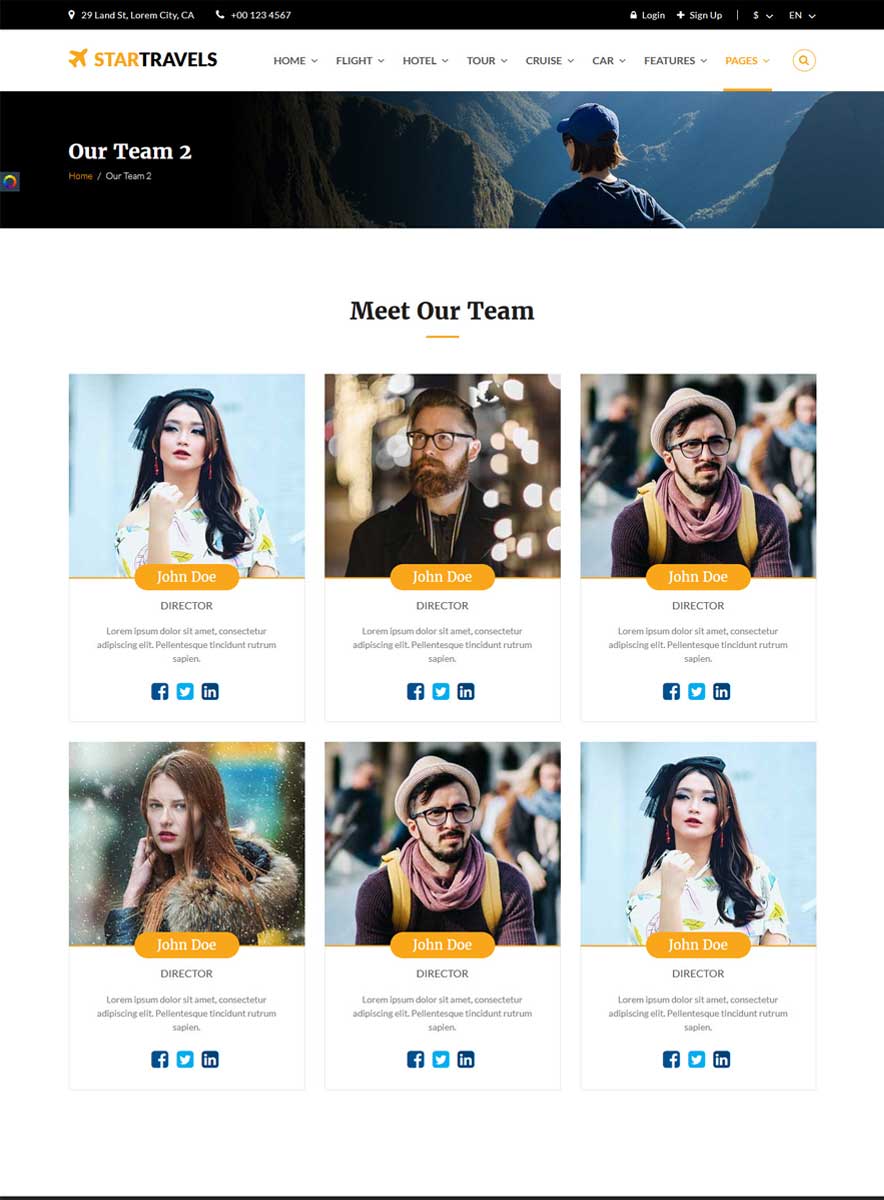 29 Land St, Lorem City, CA +00 123 4567 Login Sign Up $ EN
STARTRAVELS HOME FLIGHT HOTEL TOUR CRUISE CAR FEATURES PAGES
Our Team 2
Home / Our Team 2
Meet Our Team
John Doe
DIRECTOR
Lorem ipsum dolor sit amet, consectetur
adipiscing elit. Pellentesque tincidunt rutrum
sapien.
John Doe
DIRECTOR
Lorem ipsum dolor sit amet, consectetur
adipiscing elit. Pellentesque tincidunt rutrum
sapien.
John Doe
DIRECTOR
Lorem ipsum dolor sit amet, consectetur
adipiscing elit. Pellentesque tincidunt rutrum
sapien.
John Doe
DIRECTOR
Lorem ipsum dolor sit amet, consectetur
adipiscing elit. Pellentesque tincidunt rutrum
sapien.
John Doe
DIRECTOR
Lorem ipsum dolor sit amet, consectetur
adipiscing elit. Pellentesque tincidunt rutrum
sapien.
John Doe
DIRECTOR
Lorem ipsum dolor sit amet, consectetur
adipiscing elit. Pellentesque tincidunt rutrum
sapien.